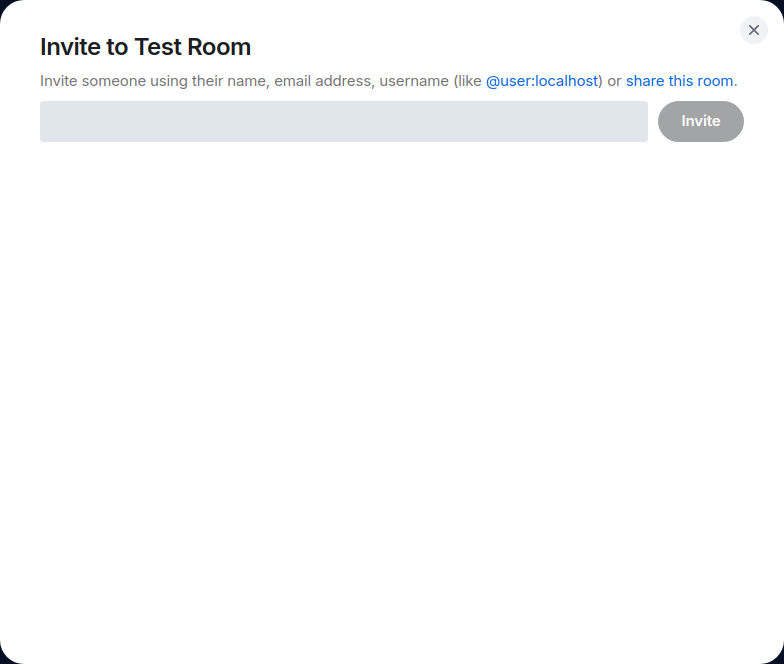 Invite to Test Room
Invite someone using their name, email address, username (like @user:localhost) or share this room.
Invite